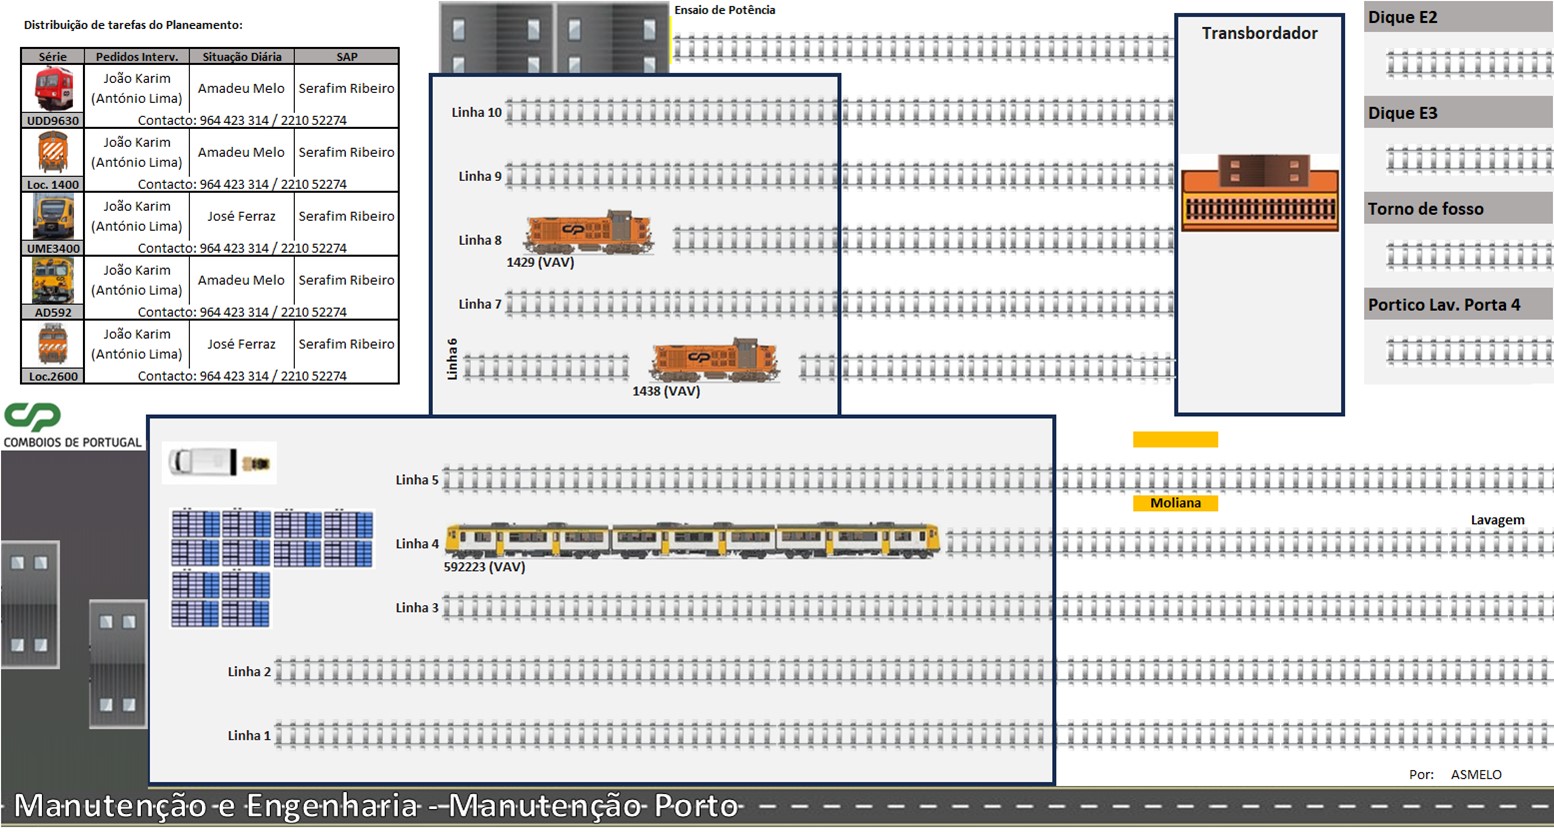 Distribuição de tarefas do Planeamento:
Série Pedidos Interv. Situação Diária SAP
João Karim
(António Lima)
Amadeu Melo
Serafim Ribeiro
UDD9630
Contacto: 964 423 314 / 2210 52274
João Karim
(António Lima)
Amadeu Melo
Serafim Ribeiro
Loc. 1400
Contacto: 964 423 314 / 2210 52274
João Karim
(António Lima)
José Ferraz
Serafim Ribeiro
UME3400
Contacto: 964 423 314 / 2210 52274
João Karim
(António Lima)
Amadeu Melo
Serafim Ribeiro
AD592
Contacto: 964 423 314 / 2210 52274
João Karim
(António Lima)
José Ferraz
Serafim Ribeiro
Loc.2600
Contacto: 964 423 314 / 2210 52274
Ensaio de Potência
Linha 10
Linha 9
Linha 8
CP
1429 (VAV)
Linha 7
Linha 6
CP
1438 (VAV)
Transbordador
Dique E2
Dique E3
Torno de fosso
Portico Lav. Porta 4
CP
COMBOIOS DE PORTUGAL
Linha 5
Moliana
Lavagem
Linha 4
592223 (VAV)
Linha 3
Linha 2
Linha 1
Por: ASMELO
Manutenção e Engenharia - Manutenção Porto